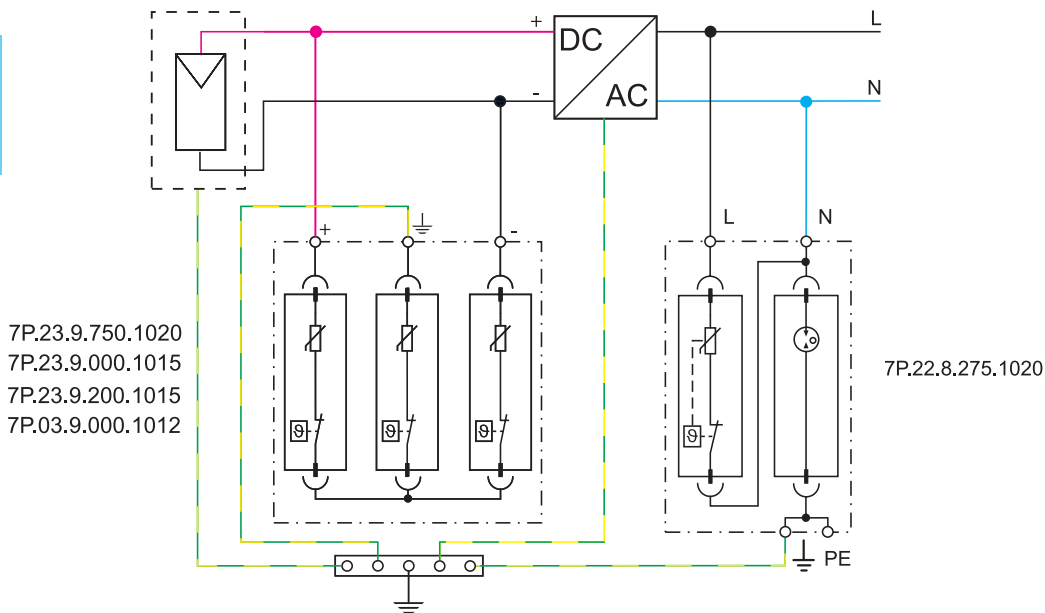 +
DC
L
-
AC
N
+
-
L
N
7P.23.9.750.1020
7P.23.9.000.1015
7P.23.9.200.1015
7P.03.9.000.1012
7P.22.8.275.1020
ϑ ϑ ϑ ϑ
PE